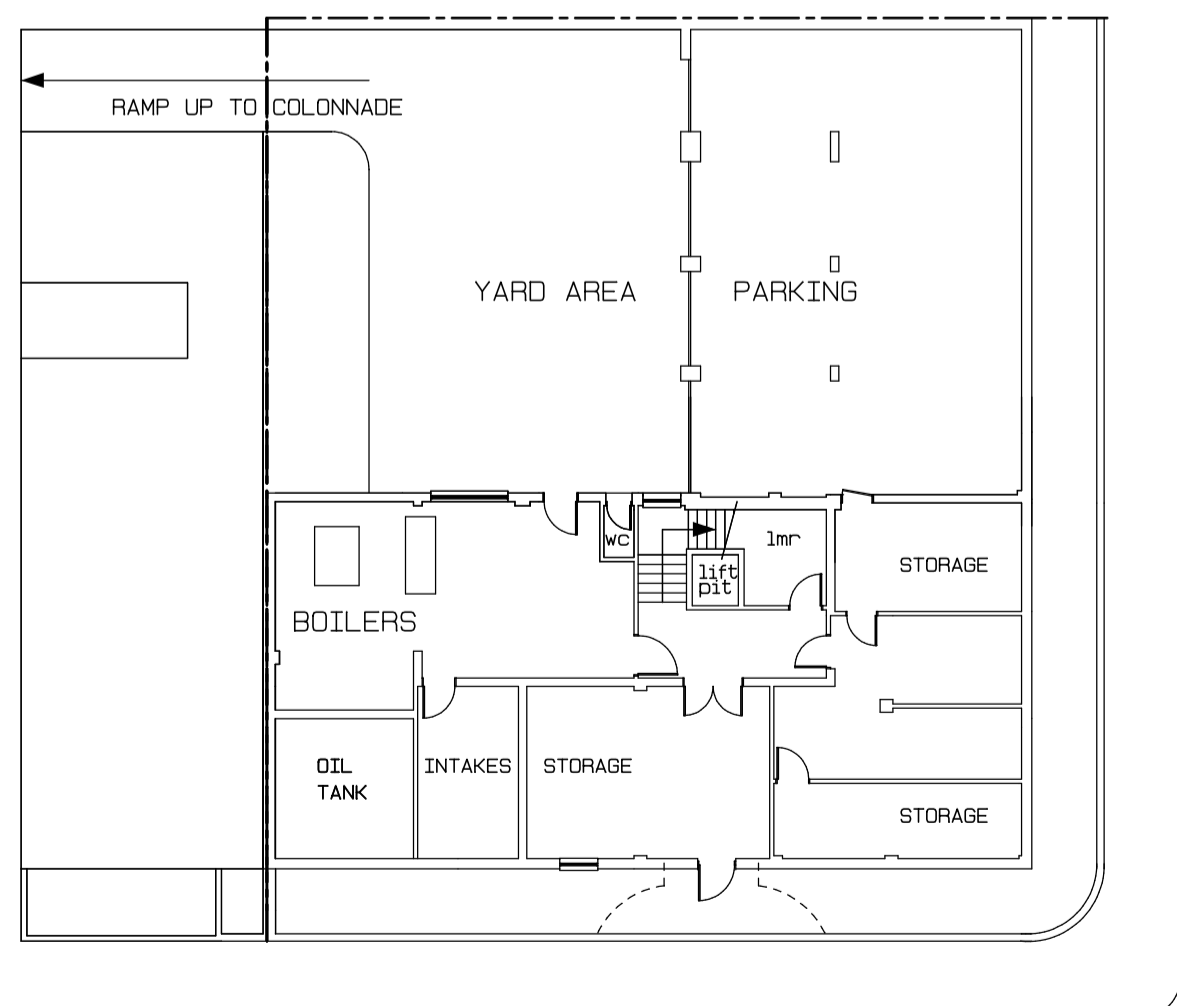 RAMP UP TO COLONNADE
YARD AREA
PARKING
wc
lmr
lift
pit
STORAGE
BOILERS
OIL
TANK
INTAKES
STORAGE
STORAGE